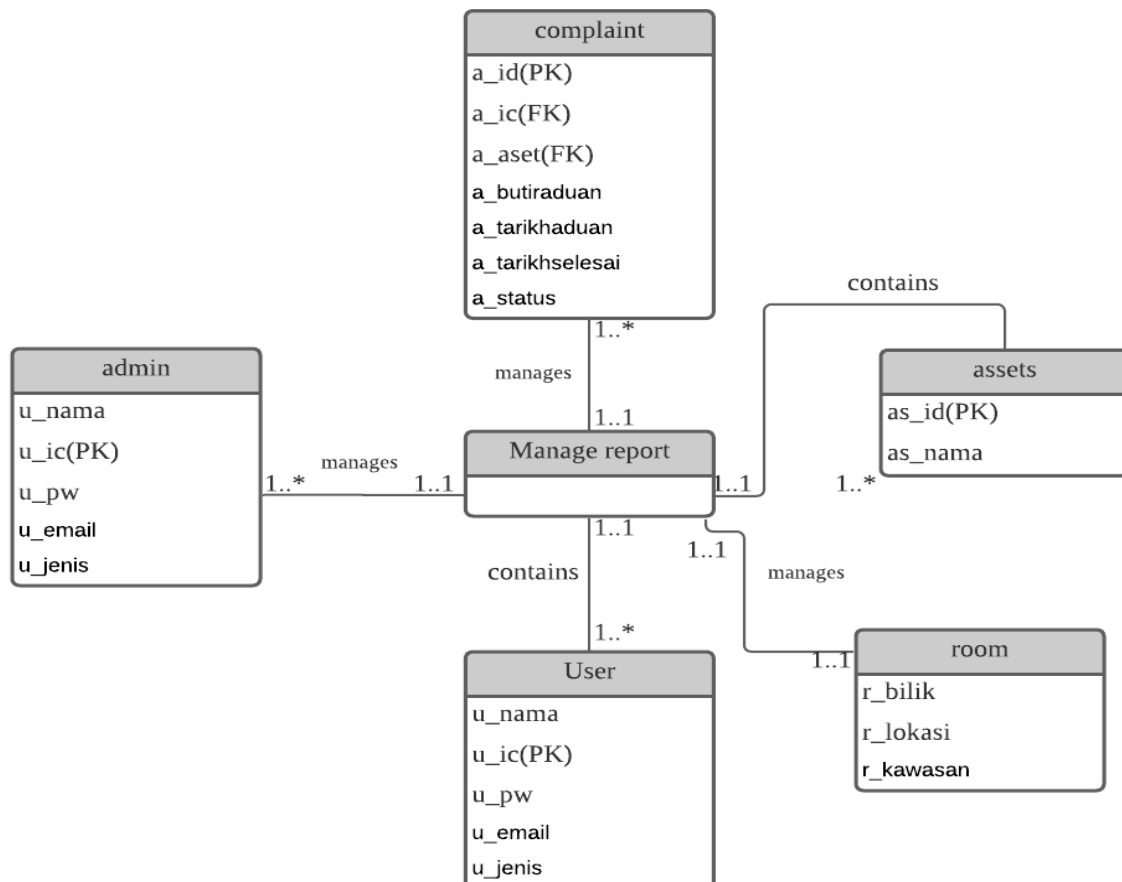 complaint
a_id(PK)
a_ic(FK)
a_aset(FK)
a_butiraduan
a_tarikhaduan
a_tarikhselesai
a_status
1..*
manages
1..1
contains
admin
u_nama
u_ic(PK)
u_pw
u_email
u_jenis
1..*
manages
1..1
Manage report
1..1
1..*
assets
as_id(PK)
as_nama
1..1
contains
1..*
1..1
manages
1..1
room
r_bilik
r_lokasi
r_kawasan
User
u_nama
u_ic(PK)
u_pw
u_email
u_jenis